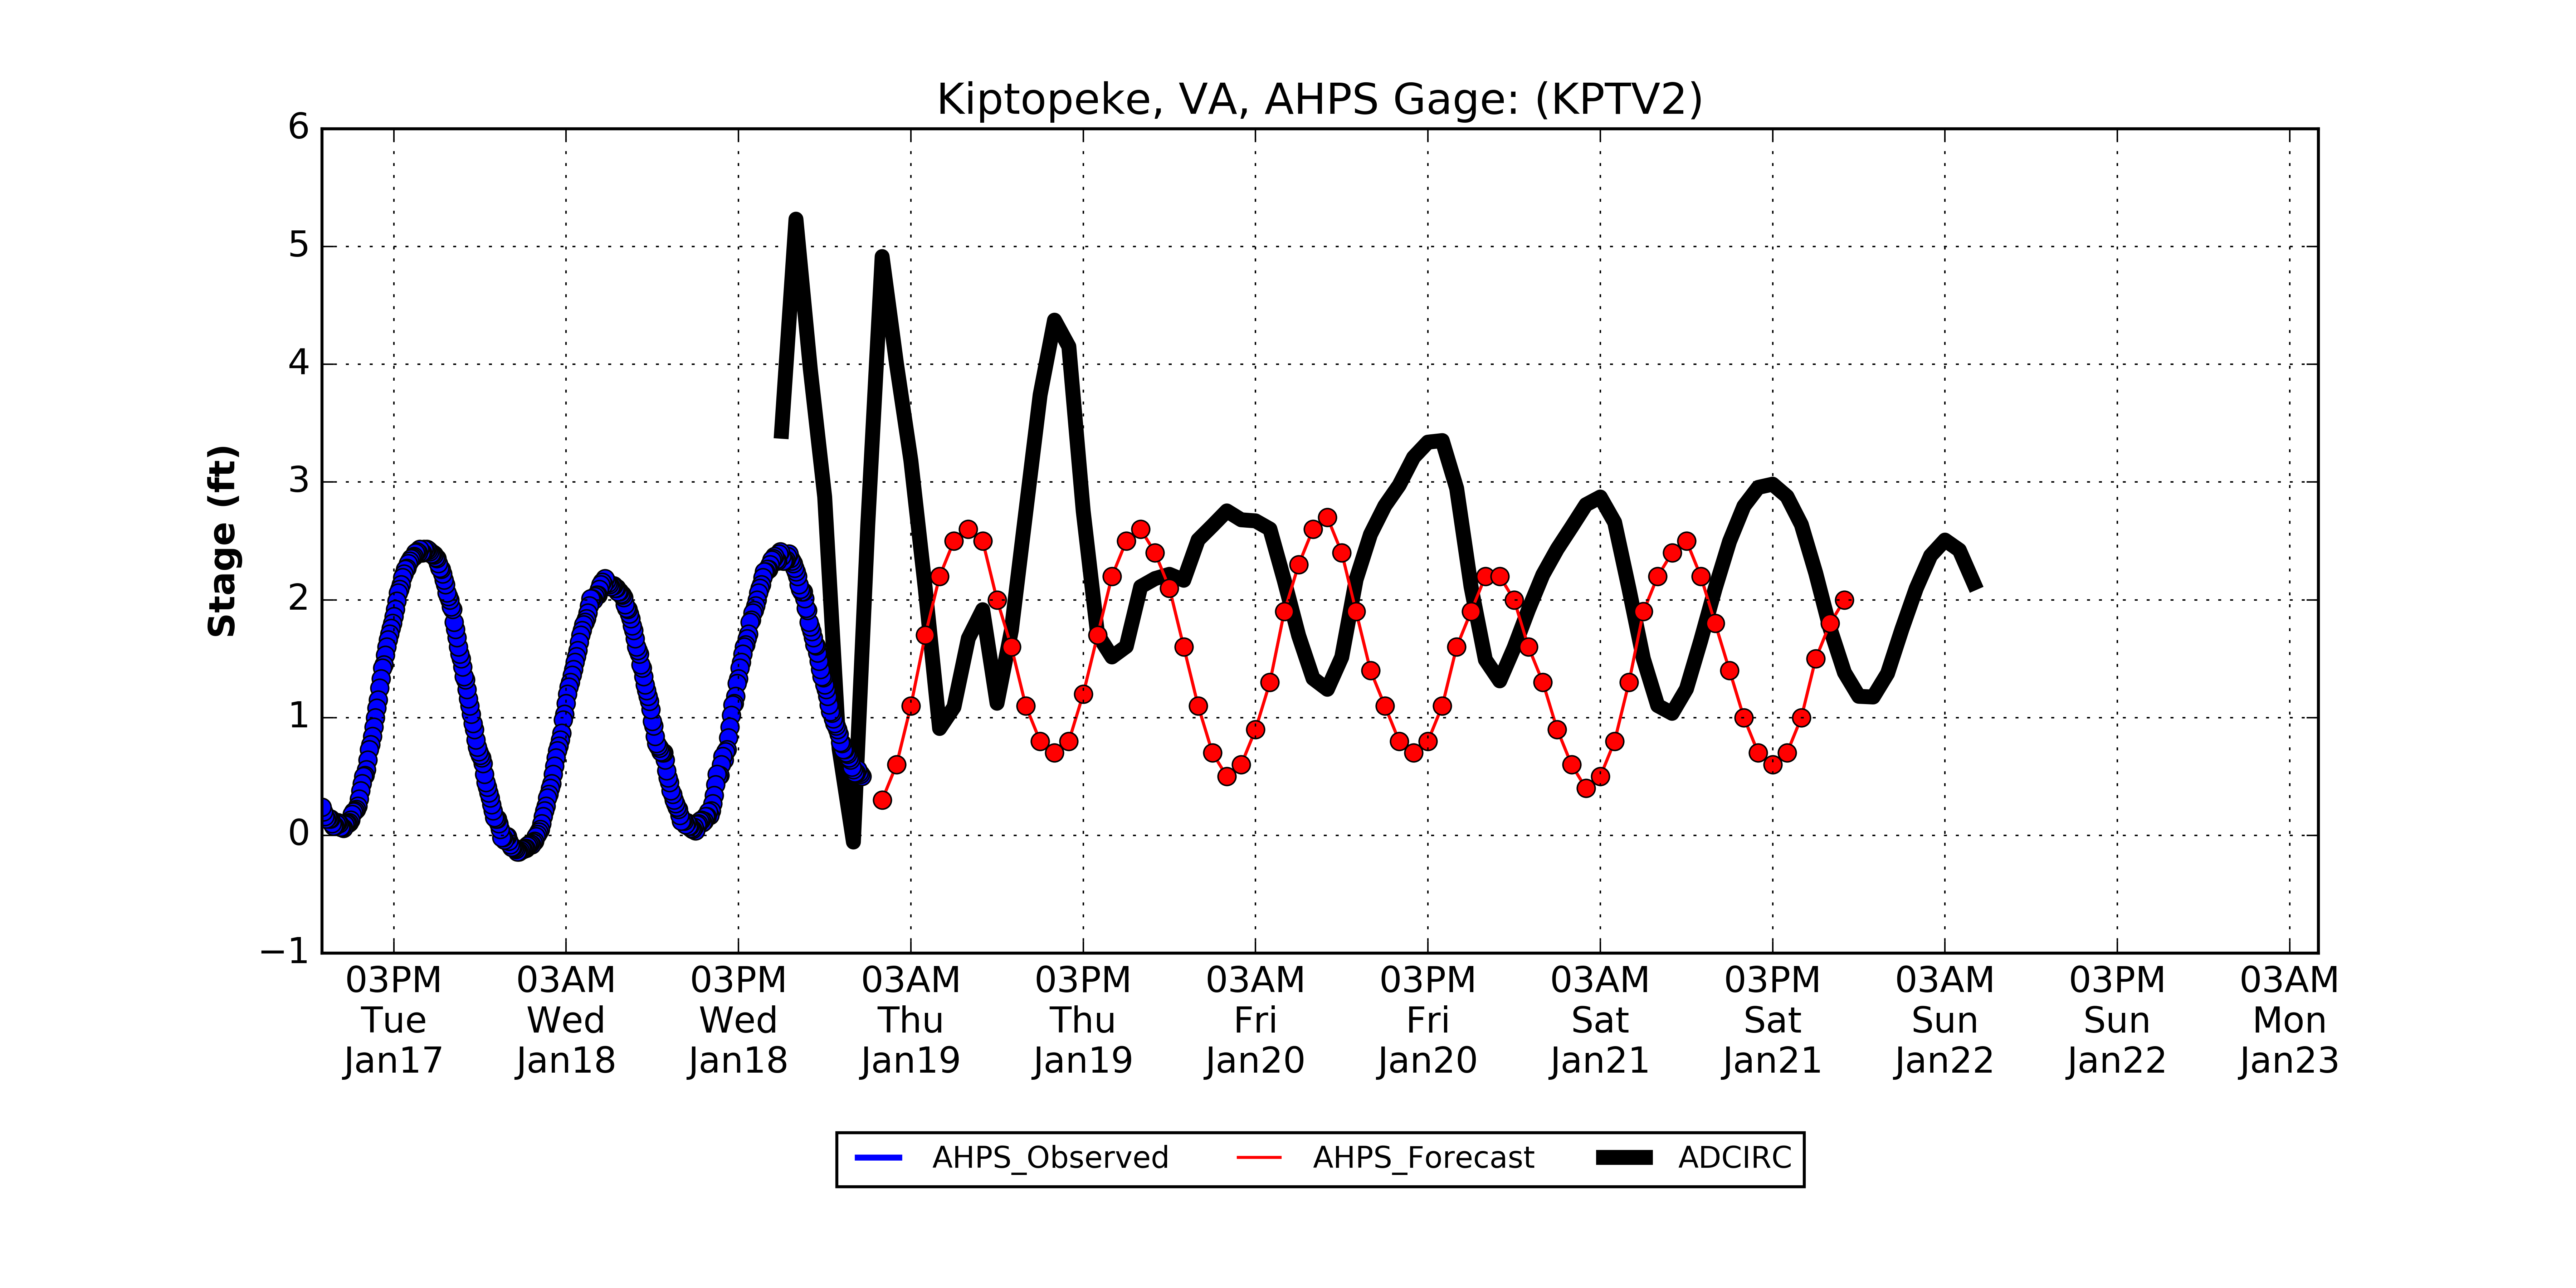 Kiptopeke, VA, AHPS Gage: (KPTV2)
6
5
4
3
2
1
0
−1
Stage (ft)
03PM 03AM 03PM 03AM 03PM 03AM 03PM 03AM 03PM 03AM 03PM 03AM
Tue Wed Wed Thu Thu Fri Fri Sat Sat Sun Sun Mon
Jan17 Jan18 Jan18 Jan19 Jan19 Jan20 Jan20 Jan21 Jan21 Jan22 Jan22 Jan23
AHPS_Observed AHPS_Forecast ADCIRC